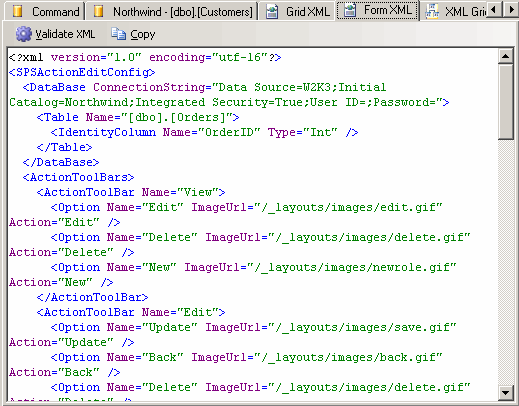 Command Northwind - [dbo].[Customers] Grid XML Form XML XML Grid
Validate XML Copy
<?xml version="1.0" encoding="utf-16"?>
<SPSActionEditConfig>
<DataBase ConnectionString="Data Source=W2K3;Initial
Catalog=Northwind;Integrated Security=True;User ID=;Password=">
<Table Name="[dbo].[Orders]">
<IdentityColumn Name="OrderID" Type="Int" />
</Table>
</DataBase>
<ActionToolBars>
<ActionToolBar Name="View">
<Option Name="Edit" ImageUrl="/_layouts/images/edit.gif"
Action="Edit" />
<Option Name="Delete" ImageUrl="/_layouts/images/delete.gif"
Action="Delete" />
<Option Name="New" ImageUrl="/_layouts/images/newrole.gif"
Action="New" />
</ActionToolBar>
<ActionToolBar Name="Edit">
<Option Name="Update" ImageUrl="/_layouts/images/save.gif"
Action="Update" />
<Option Name="Back" ImageUrl="/_layouts/images/back.gif"
Action="Back" />
<Option Name="Delete" ImageUrl="/_layouts/images/delete.gif"
Action="Delete" />